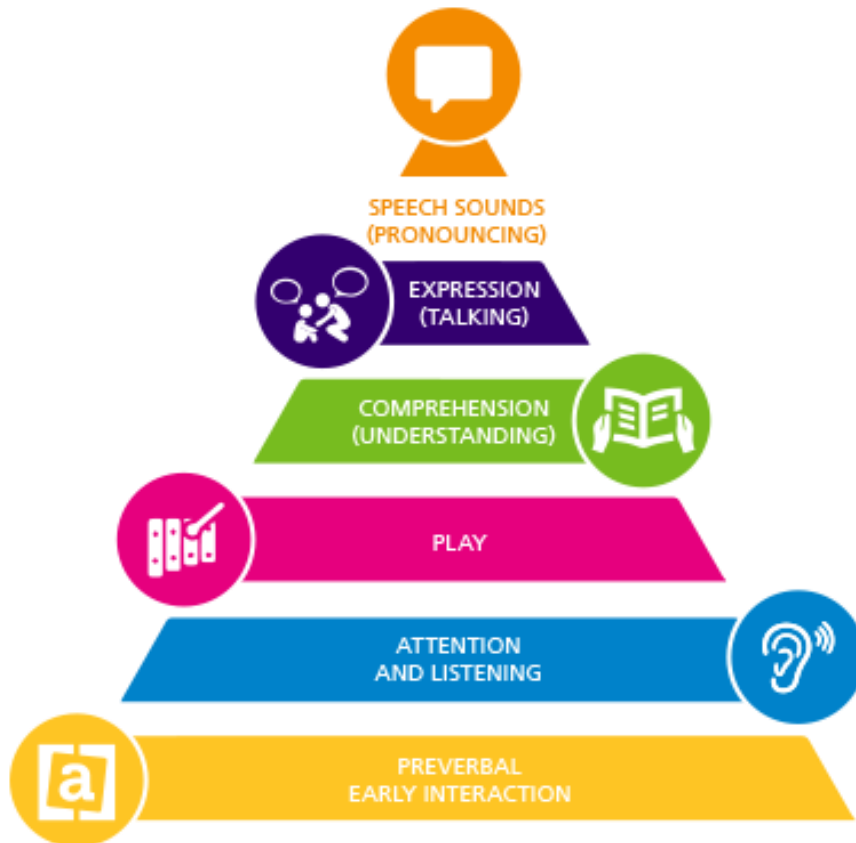 SPEECH SOUNDS
(PRONOUNCING)
EXPRESSION
(TALKING)
COMPREHENSION
(UNDERSTANDING)
PLAY
ATTENTION
AND LISTENING
a
PREVERBAL
EARLY INTERACTION